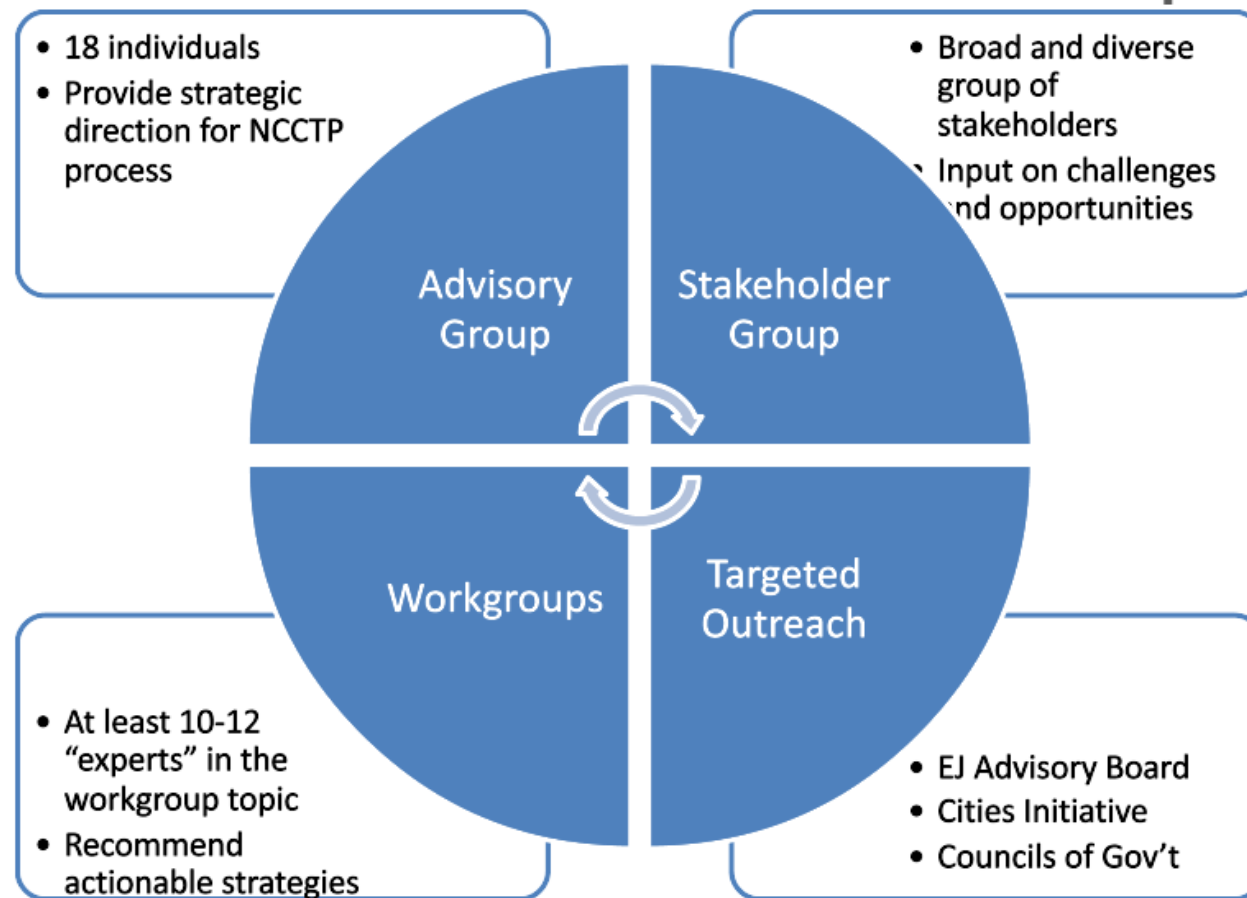 • 18 individuals
• Provide strategic
direction for NCCTP
process
• Broad and diverse
group of
stakeholders
• Input on challenges
and opportunities
Advisory
Group
Stakeholder
Group
Workgroups
Targeted
Outreach
• At least 10-12
“experts” in the
workgroup topic
• Recommend
actionable strategies
• EJ Advisory Board
• Cities Initiative
• Councils of Gov’t